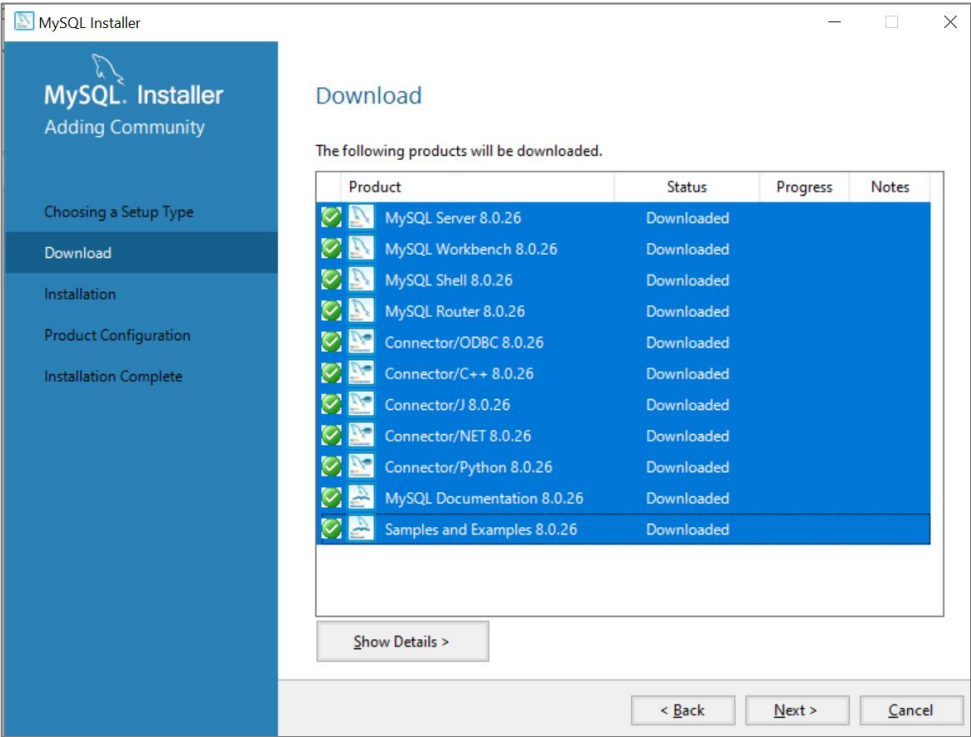 MySQL Installer
MySQL. Installer
Adding Community
Choosing a Setup Type
Download
Installation
Product Configuration
Installation Complete
Download
The following products will be downloaded.
Product Status Progress Notes
MySQL Server 8.0.26 Downloaded
MySQL Workbench 8.0.26 Downloaded
MySQL Shell 8.0.26 Downloaded
MySQL Router 8.0.26 Downloaded
Connector/ODBC 8.0.26 Downloaded
Connector/C++ 8.0.26 Downloaded
Connector/J 8.0.26 Downloaded
Connector/NET 8.0.26 Downloaded
Connector/Python 8.0.26 Downloaded
MySQL Documentation 8.0.26 Downloaded
Samples and Examples 8.0.26 Downloaded
Show Details >
< Back Next > Cancel